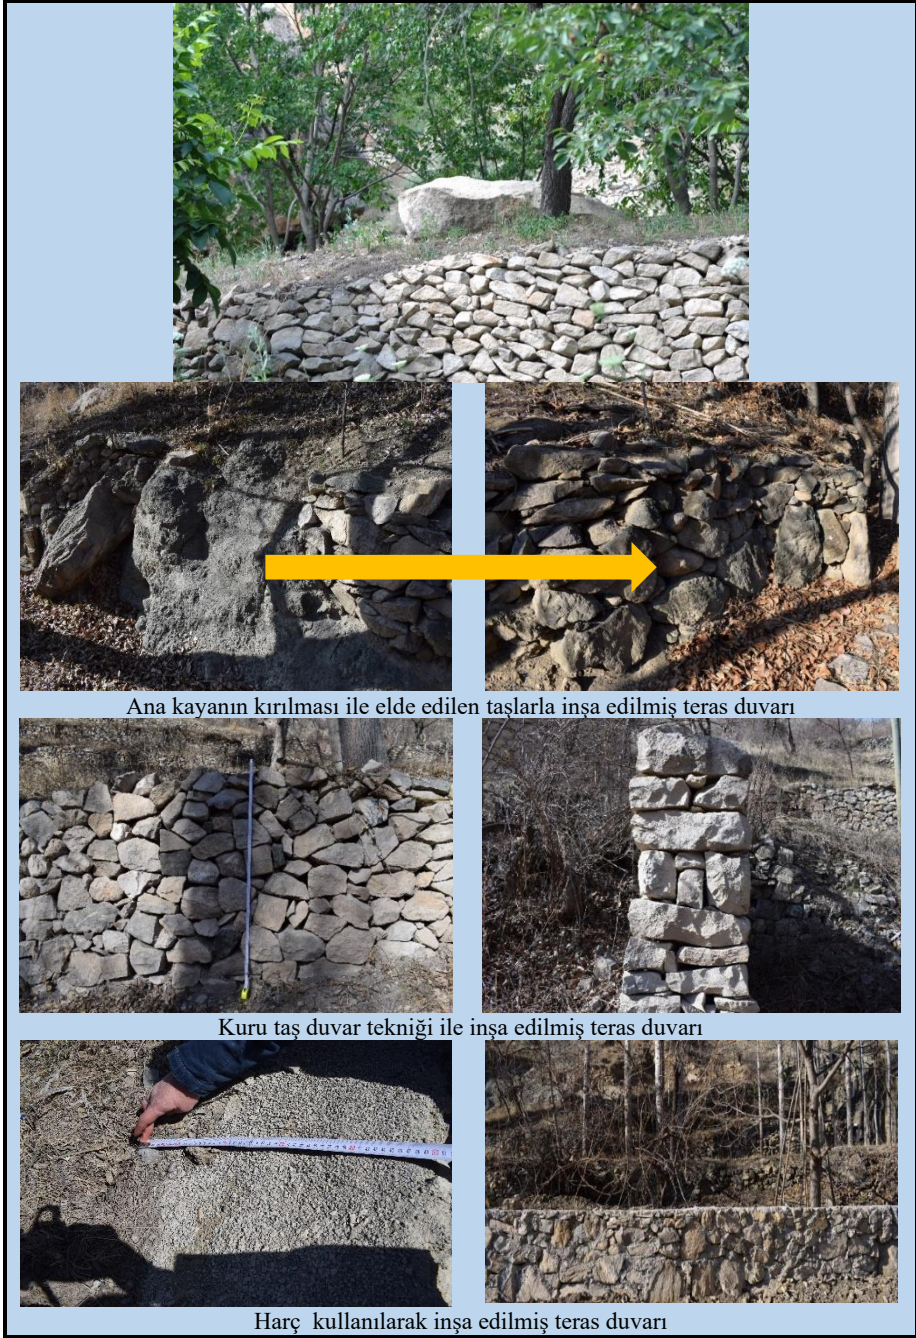 Ana kayanın kırılması ile elde edilen taşlarla inşa edilmiş teras duvarı
Kuru taş duvar tekniği ile inşa edilmiş teras duvarı
Harç kullanılarak inşa edilmiş teras duvarı